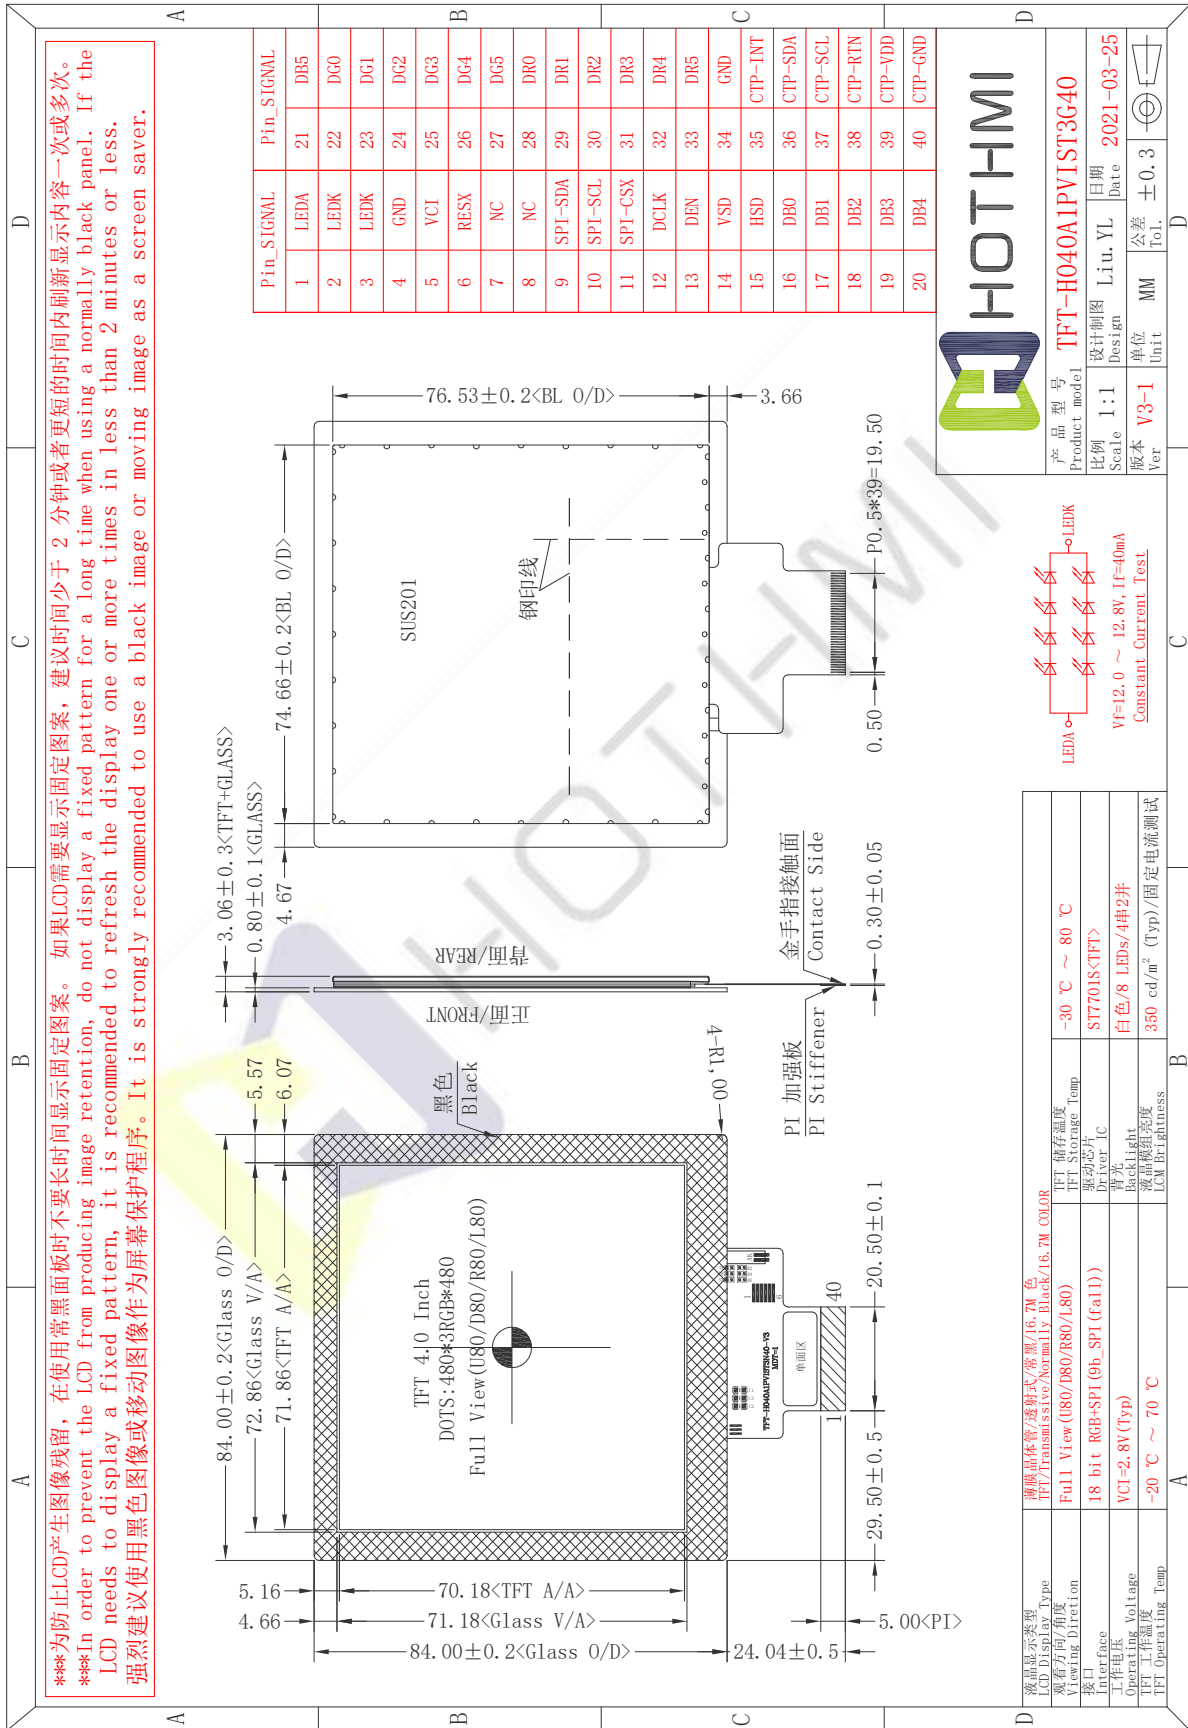 ***为防止LCD产生图像残留，在使用常黑面板时不要长时间显示固定图案。 如果LCD需要显示固定图案，建议时间少于 2 分钟或者更短的时间内刷新显示内容一次或多次。
***In order to prevent the LCD from producing image retention, do not display a fixed pattern for a long time when using a normally black panel. If the
LCD needs to display a fixed pattern, it is recommended to refresh the display one or more times in less than 2 minutes or less.
强烈建议使用黑色图像或移动图像作为屏幕保护程序。It is strongly recommended to use a black image or moving image as a screen saver.
A B C D
A B C D
A B C D
A B C D
84.00±0.2<Glass O/D>
72.86<Glass V/A>
71.86<TFT A/A>
5.57
6.07
5.16
4.66
70.18<TFT A/A>
71.18<Glass V/A>
84.00±0.2<Glass O/D>
24.04±0.5
5.00<PI>
TFT 4.0 Inch
DOTS:480*3RGB*480
Full View(U80/D80/R80/L80)
黑色
Black
4-R1,00
TFT-H040A1PVIST3N40-V3
MDT=1
单面区
1
40
29.50±0.5
20.50±0.1
3.06±0.3<TFT+GLASS>
0.80±0.1<GLASS>
正面/FRONT
背面/REAR
PI 加强板
PI Stiffener
金手指接触面
Contact Side
0.30±0.05
4.67
74.66±0.2<BL O/D>
76.53±0.2<BL O/D>
3.66
SUS201
钢印线
0.50
P0.5*39=19.50
Pin_SIGNAL Pin_SIGNAL
1 LEDA 21 DB5
2 LEDK 22 DG0
3 LEDK 23 DG1
4 GND 24 DG2
5 VCI 25 DG3
6 RESX 26 DG4
7 NC 27 DG5
8 NC 28 DR0
9 SPI-SDA 29 DR1
10 SPI-SCL 30 DR2
11 SPI-CSX 31 DR3
12 DCLK 32 DR4
13 DEN 33 DR5
14 VSD 34 GND
15 HSD 35 CTP-INT
16 DB0 36 CTP-SDA
17 DB1 37 CTP-SCL
18 DB2 38 CTP-RTN
19 DB3 39 CTP-VDD
20 DB4 40 CTP-GND
液晶显示类型
LCD Display Type
薄膜晶体管/透射式/常黑/16.7M 色
TFT/Transmissive/Normally Black/16.7M COLOR
观看方向/角度
Viewing Diretion
Full View(U80/D80/R80/L80)
TFT 储存温度
TFT Storage Temp
-30 ℃ ～ 80 ℃
接口
Interface
18 bit RGB+SPI(9b_SPI(fall))
驱动芯片
Driver IC
ST7701S<TFT>
工作电压
Operating Voltage
VCI=2.8V(Typ)
背光
Backlight
白色/8 LEDs/4串2并
TFT 工作温度
TFT Operating Temp
-20 ℃ ～ 70 ℃
液晶模组亮度
LCM Brightness
350 cd/m² (Typ)/固定电流测试
LEDA
LEDK
Vf=12.0 ～ 12.8V,If=40mA
Constant Current Test
HOTHMI
产 品 型 号
Product model
TFT-H040A1PVIST3G40
比例
Scale
1:1
设计制图
Design
Liu.YL
日期
Date
2021-03-25
版本
Ver
V3-1
单位
Unit
MM
公差
Tol.
±0.3
HOTHMI